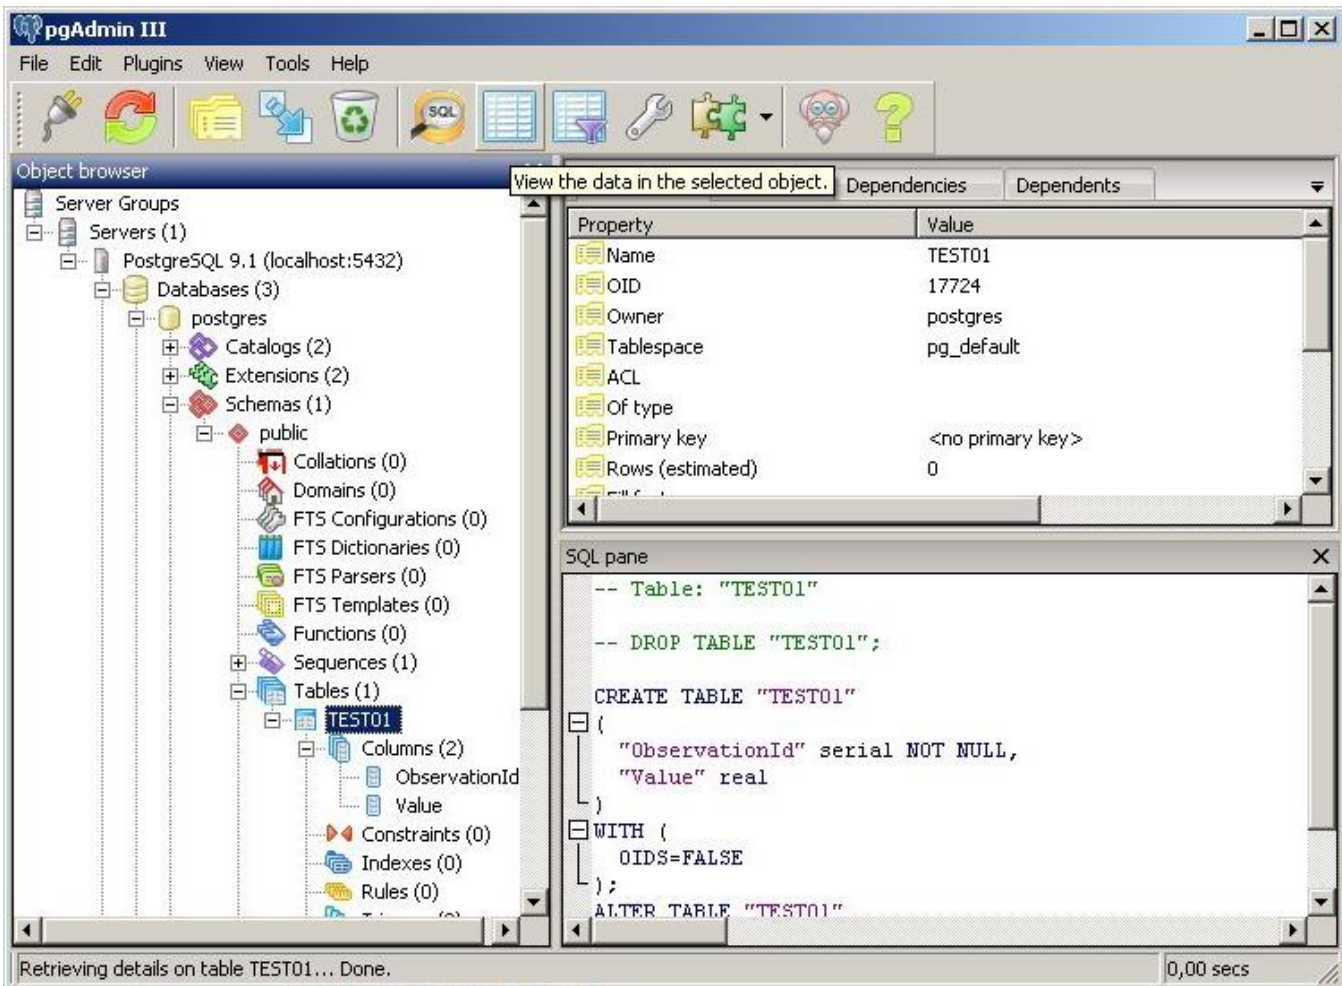 pgAdmin III
File Edit Plugins View Tools Help
SQL
Object browser
View the data in the selected object.
Dependencies Dependents
Server Groups
Servers (1)
PostgreSQL 9.1 (localhost:5432)
Databases (3)
postgres
Catalogs (2)
Extensions (2)
Schemas (1)
public
Collations (0)
Domains (0)
FTS Configurations (0)
FTS Dictionaries (0)
FTS Parsers (0)
FTS Templates (0)
Functions (0)
Sequences (1)
Tables (1)
TEST01
Columns (2)
ObservationId
Value
Constraints (0)
Indexes (0)
Rules (0)
Property Value
Name TEST01
OID 17724
Owner postgres
Tablespace pg_default
ACL
Of type
Primary key <no primary key>
Rows (estimated) 0
SQL pane
-- Table: "TEST01"
-- DROP TABLE "TEST01";
CREATE TABLE "TEST01"
(
"ObservationId" serial NOT NULL,
"Value" real
)
WITH (
OIDS=FALSE
);
ALTER TABLE "TEST01"
Retrieving details on table TEST01... Done.
0,00 secs